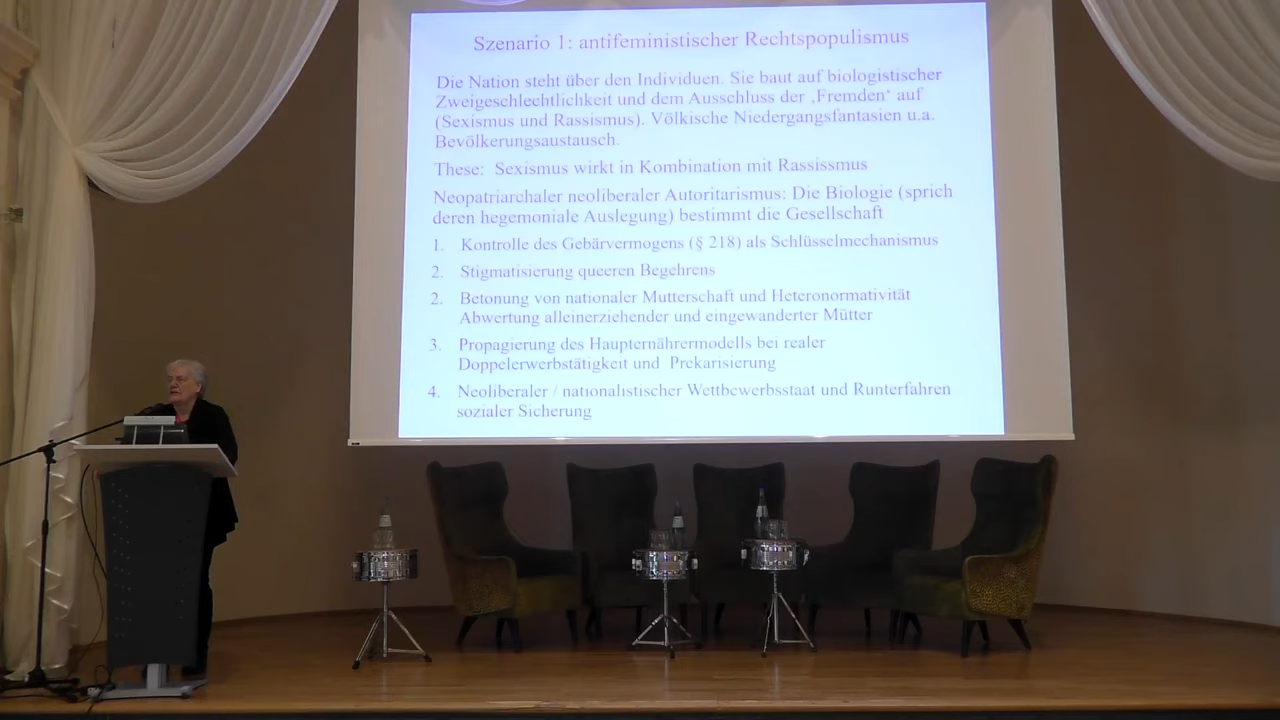 Szenario 1: antifeministischer Rechtspopulismus
Die Nation steht über den Individuen. Sie baut auf biologistischer
Zweigeschlechtlichkeit und dem Ausschluss der ‚Fremden‘ auf
(Sexismus und Rassismus). Völkische Niedergangsfantasien u.a.
Bevölkerungsaustausch.
These: Sexismus wirkt in Kombination mit Rassissmus
Neopatriarchaler neoliberaler Autoritarismus: Die Biologie (sprich
deren hegemoniale Auslegung) bestimmt die Gesellschaft
1. Kontrolle des Gebärvermogens (§ 218) als Schlüsselmechanismus
2. Stigmatisierung queeren Begehrens
2. Betonung von nationaler Mutterschaft und Heteronormativität
Abwertung alleinerziehender und eingewanderter Mütter
3. Propagierung des Haupternährermodells bei realer
Doppelerwerbstätigkeit und Prekarisierung
4. Neoliberaler / nationalistischer Wettbewerbsstaat und Runterfahren
sozialer Sicherung